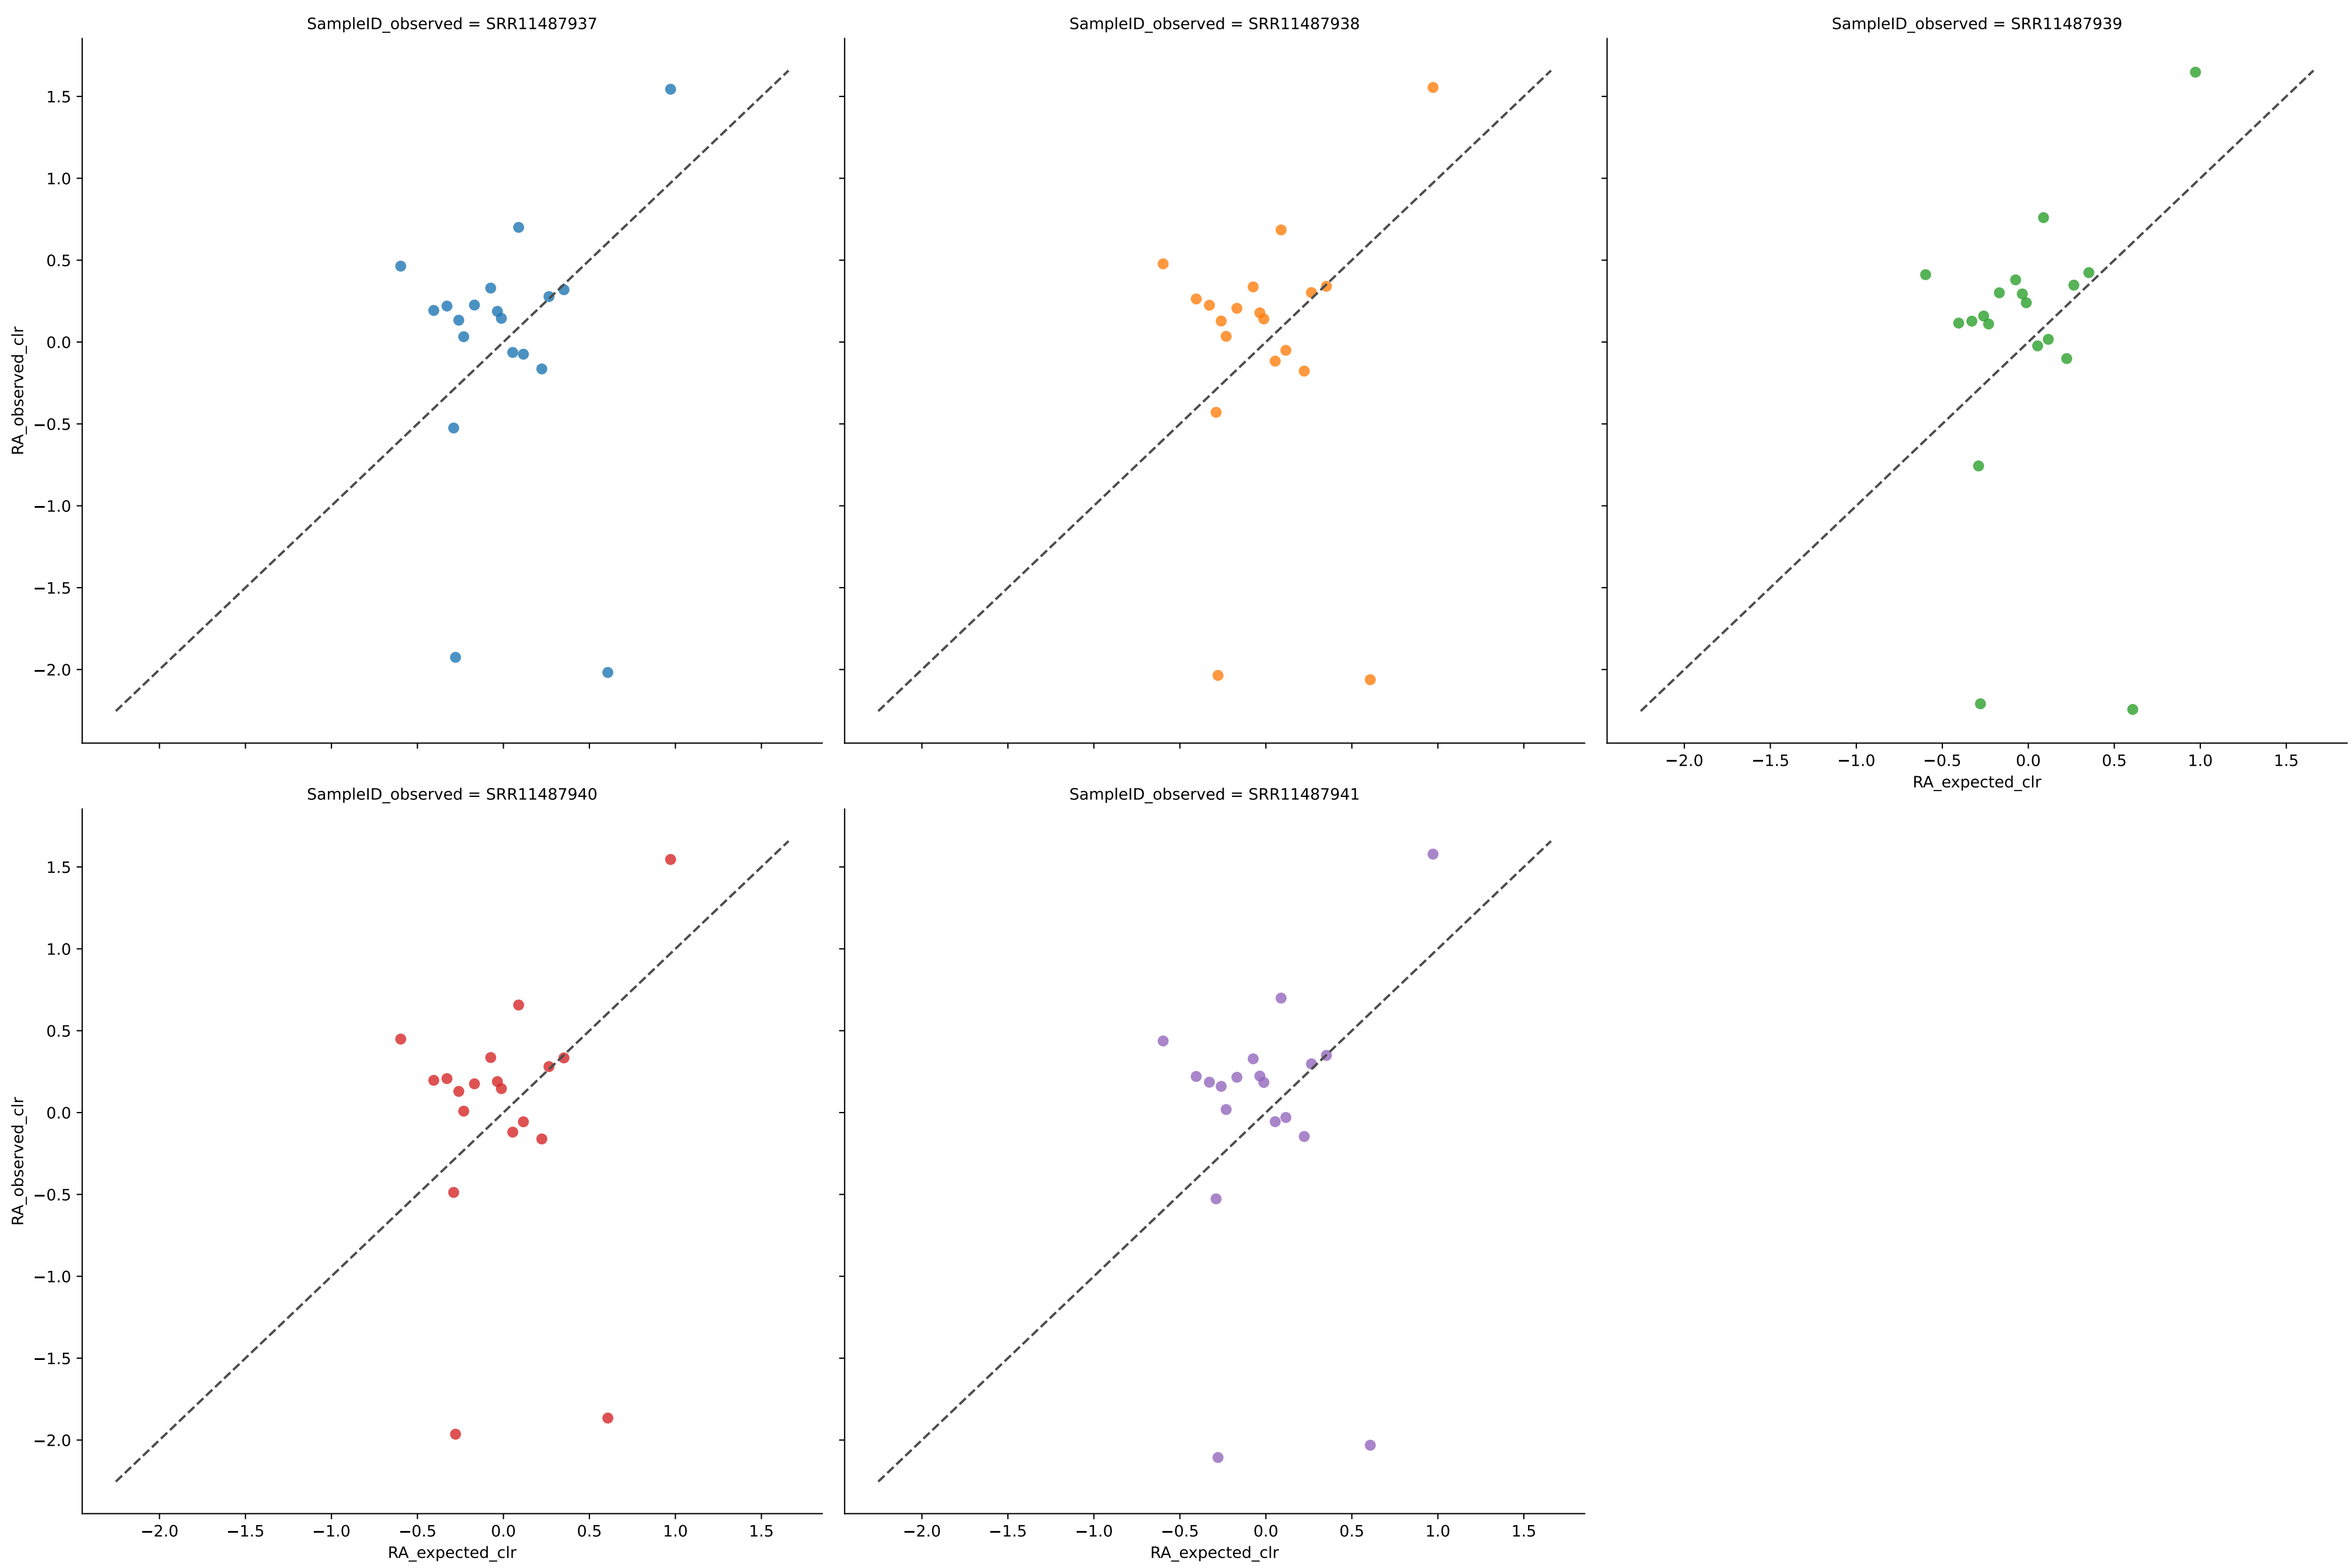 SampleID_observed = SRR11487937
SampleID_observed = SRR11487938
SampleID_observed = SRR11487939
RA_observed_clr
1.5
1.0
0.5
0.0
−0.5
−1.0
−1.5
−2.0
−2.0 −1.5 −1.0 −0.5 0.0 0.5 1.0 1.5
RA_expected_clr
SampleID_observed = SRR11487940
SampleID_observed = SRR11487941
RA_observed_clr
1.5
1.0
0.5
0.0
−0.5
−1.0
−1.5
−2.0
−2.0 −1.5 −1.0 −0.5 0.0 0.5 1.0 1.5
RA_expected_clr
−2.0 −1.5 −1.0 −0.5 0.0 0.5 1.0 1.5
RA_expected_clr